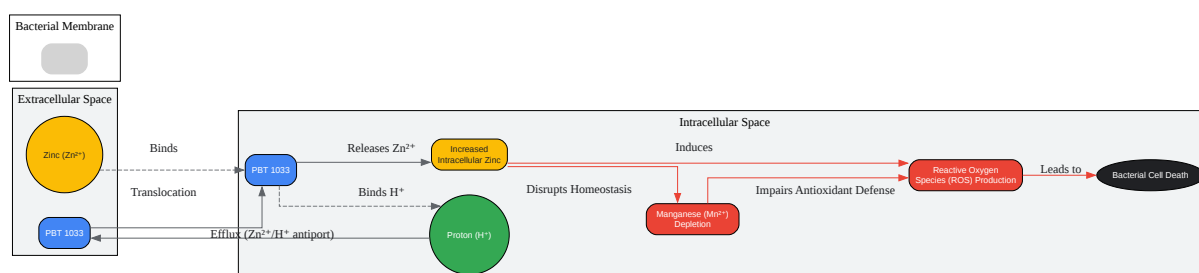 Bacterial Membrane
Extracellular Space
Zinc (Zn²⁺)
PBT 1033
Binds
Translocation
Efflux (Zn²⁺/H⁺ antiport)
Intracellular Space
PBT 1033
Releases Zn²⁺
Binds H⁺
Increased
Intracellular Zinc
Proton (H⁺)
Induces
Disrupts Homeostasis
Manganese (Mn²⁺)
Depletion
Impairs Antioxidant Defense
Reactive Oxygen
Species (ROS) Production
Leads to
Bacterial Cell Death